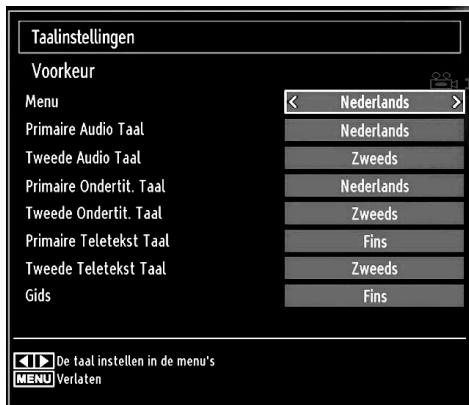 Taalinstellingen
Voorkeur
Menu < Nederlands >
Primaire Audio Taal Nederlands
Tweede Audio Taal Zweeds
Primaire Ondertit. Taal Nederlands
Tweede Ondertit. Taal Zweeds
Primaire Teletekst Taal Fins
Tweede Teletekst Taal Zweeds
Gids Fins
De taal instellen in de menu's
MENU Verlaten